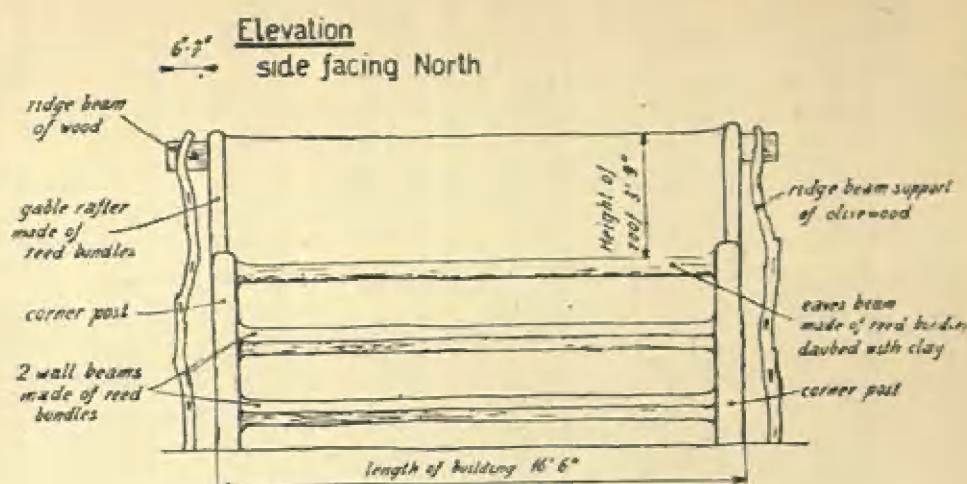 Elevation
side facing North
6"-7"
ridge beam
of wood
gable rafter
made of
reed bundles
corner post
2 wall beams
made of reed
bundles
Height of
roof 3' 9"
ridge beam support
of olivewood
eaves beam
made of reed bundles
daubed with clay
corner post
length of building 16' 6"